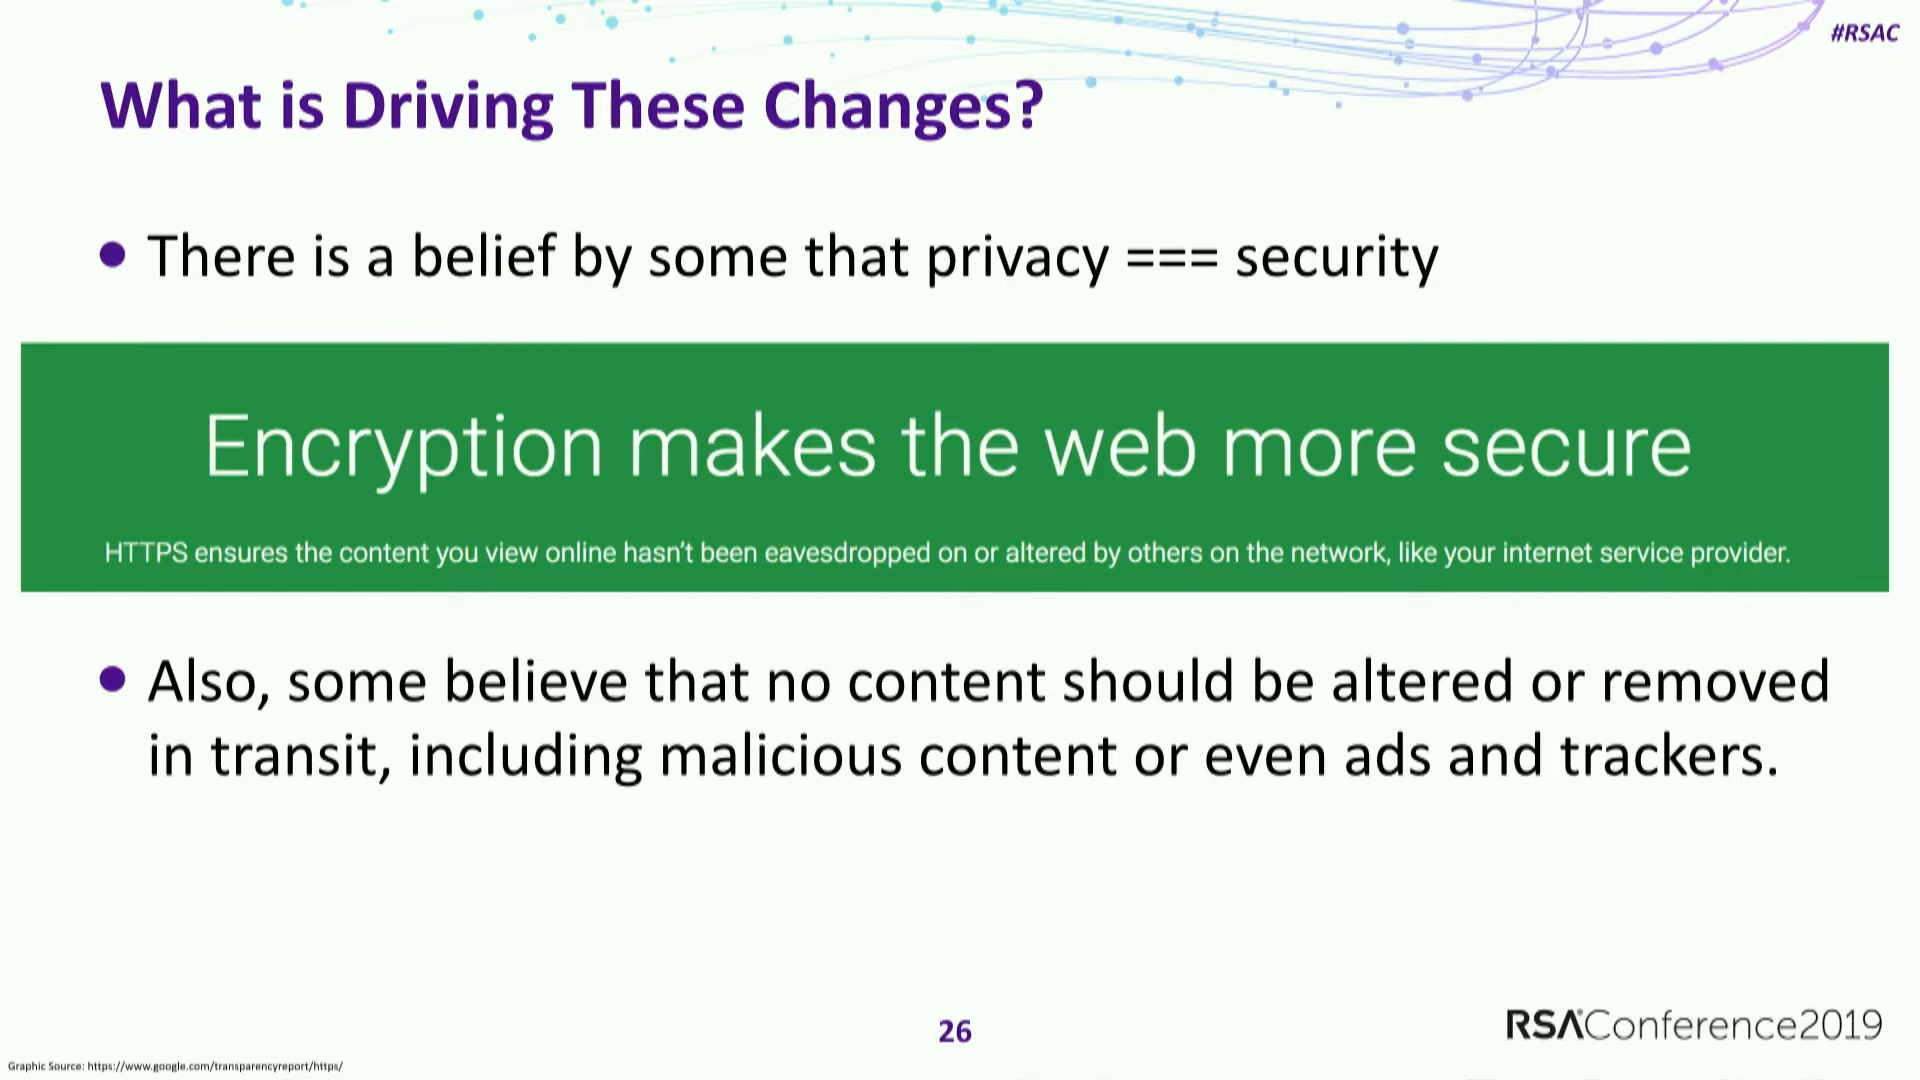 #RSAC
What is Driving These Changes?
• There is a belief by some that privacy === security
Encryption makes the web more secure
HTTPS ensures the content you view online hasn't been eavesdropped on or altered by others on the network, like your internet service provider.
• Also, some believe that no content should be altered or removed
in transit, including malicious content or even ads and trackers.
26
RSAConference2019
Graphic Source: https://www.google.com/transparencyreport/https/